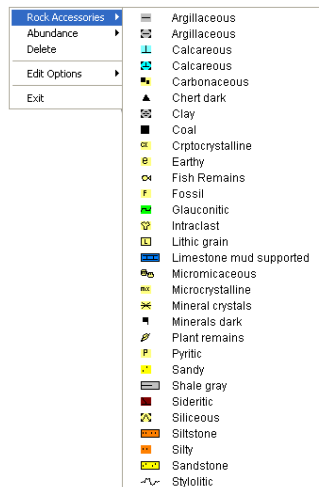 Rock Accessories
Abundance
Delete
Edit Options
Exit
Argillaceous
Argillaceous
Calcareous
Calcareous
Carbonaceous
Chert dark
Clay
Coal
CX Crptocrystalline
e Earthy
Fish Remains
F Fossil
Glauconitic
Intraclast
L Lithic grain
Limestone mud supported
Micromicaceous
mx Microcrystalline
Mineral crystals
Minerals dark
Plant remains
P Pyritic
Sandy
Shale gray
Sideritic
Siliceous
Siltstone
Silty
Sandstone
Stylolitic